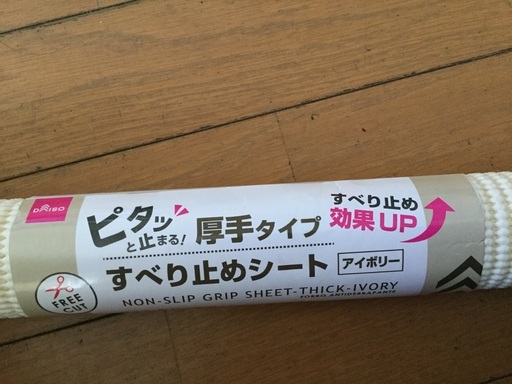 DAISO
ピタッ
と止まる!
厚手タイプ
すべり止め
効果UP
すべり止めシート
アイボリー
FREE
CUT
NON-SLIP GRIP SHEET-THICK-IVORY
FORRO ANTIDERRAPANTE